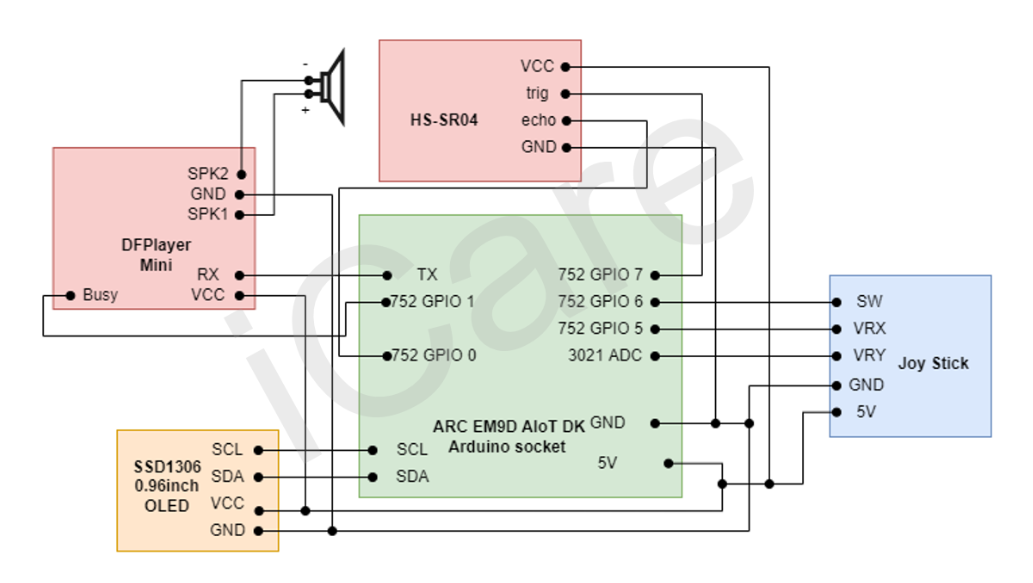 -
+
HS-SR04
VCC
trig
echo
GND
SPK2
GND
SPK1
DFPlayer
Mini
RX
VCC
Busy
TX
752 GPIO 1
752 GPIO 0
752 GPIO 7
752 GPIO 6
752 GPIO 5
3021 ADC
ARC EM9D AIoT DK
Arduino socket
GND
5V
SCL
SDA
SW
VRX
VRY
GND
5V
Joy Stick
SSD1306
0.96inch
OLED
SCL
SDA
VCC
GND
iCare